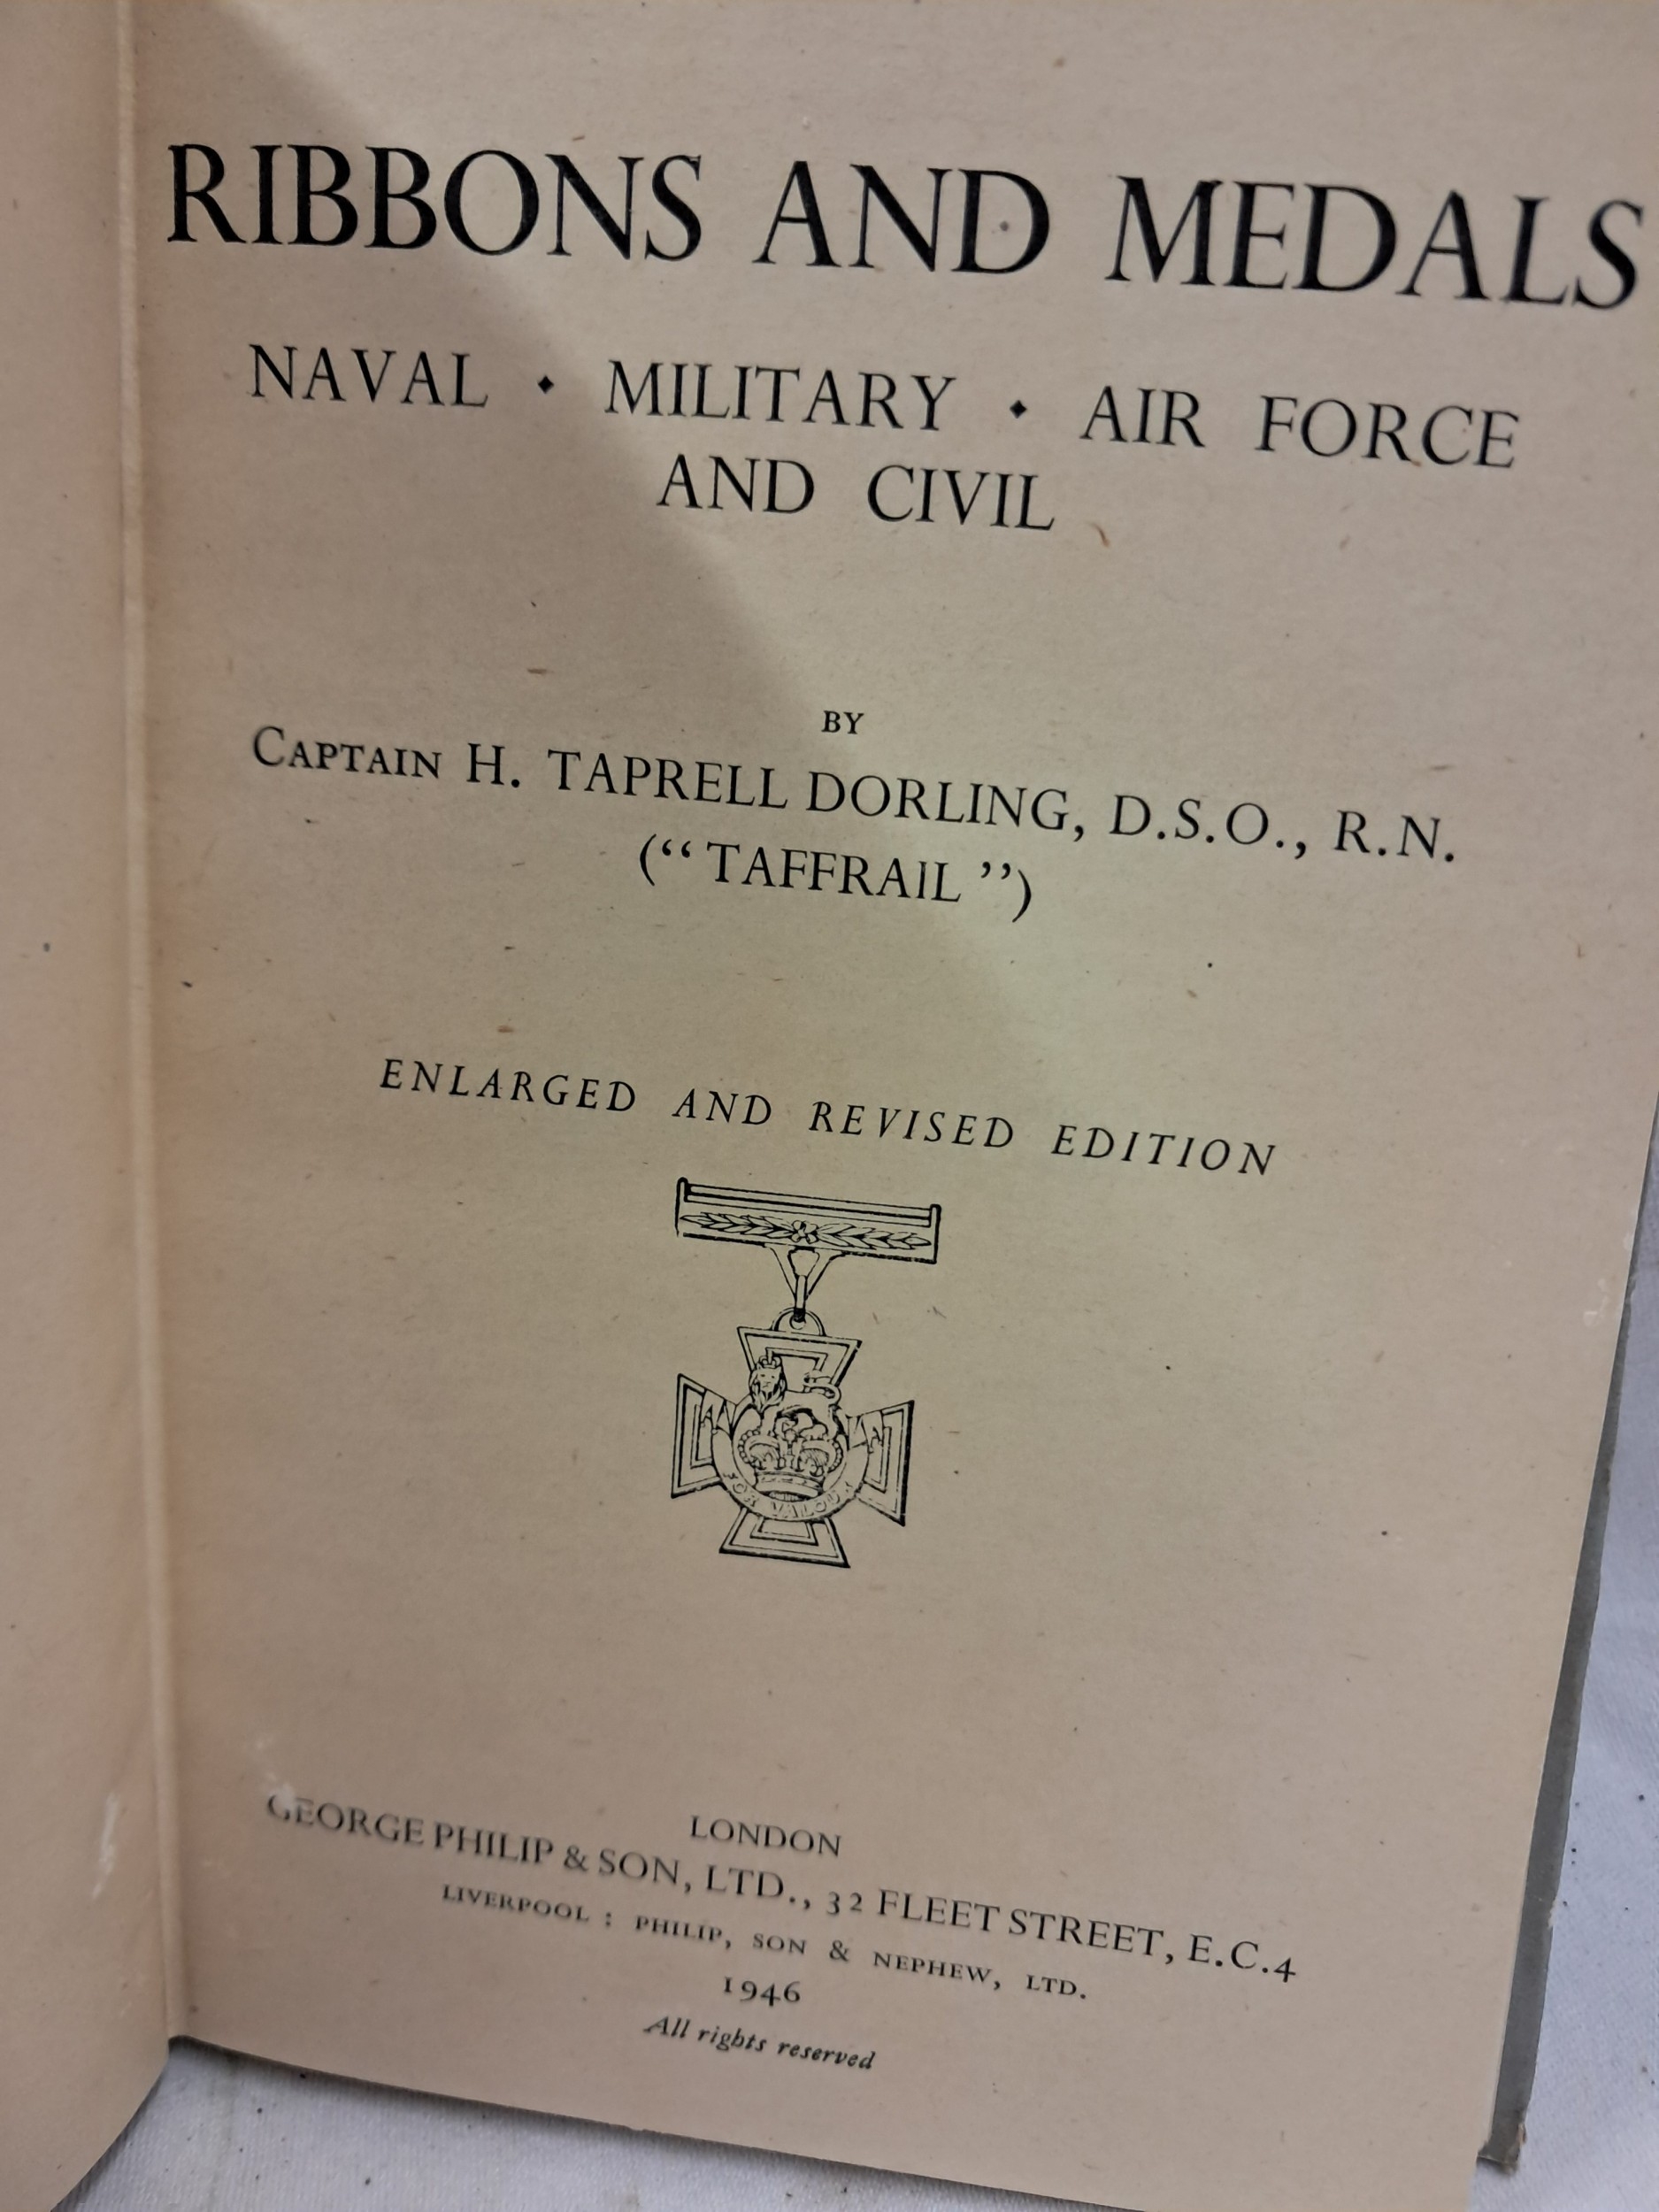 RIBBONS AND MEDALS
NAVAL · MILITARY · AIR FORCE
AND CIVIL
BY
CAPTAIN H. TAPRELL DORLING, D.S.O., R.N.
(“TAFFRAIL”)
ENLARGED AND REVISED EDITION
FOR VALOUR
LONDON
GEORGE PHILIP & SON, LTD., 32 FLEET STREET, E.C.4
LIVERPOOL : PHILIP, SON & NEPHEW, LTD.
1946
All rights reserved